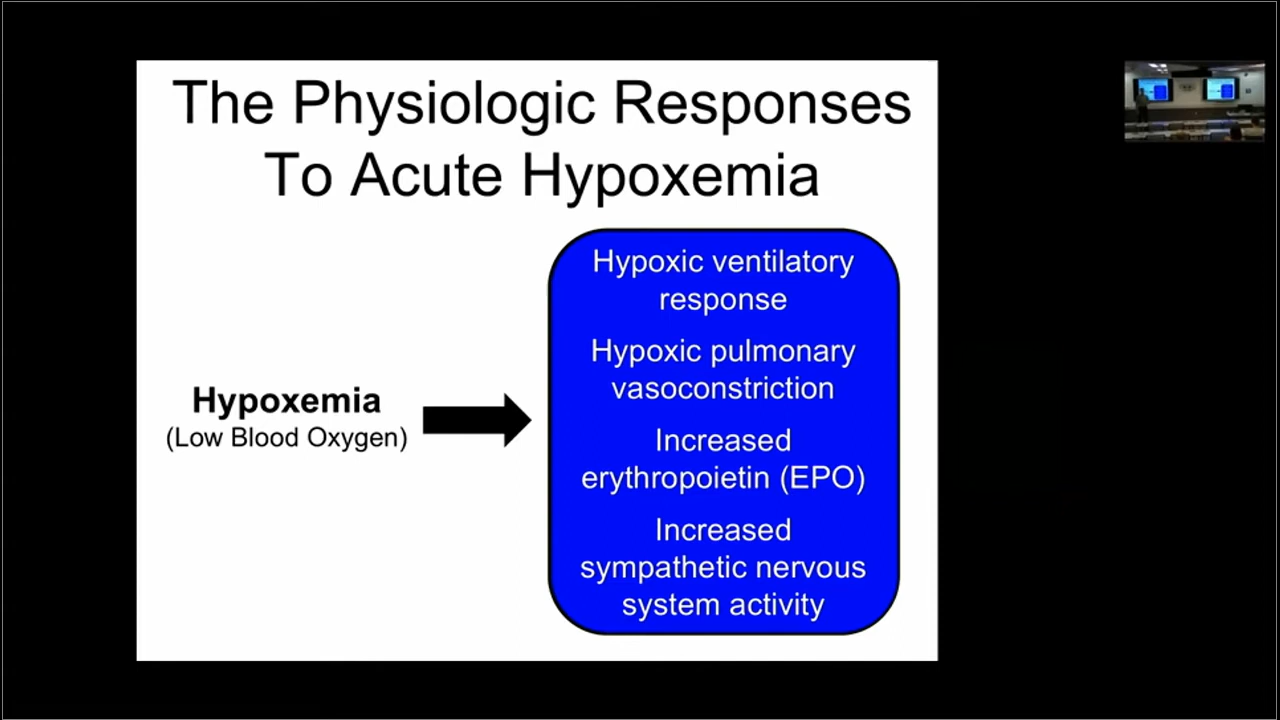 The Physiologic Responses
To Acute Hypoxemia
Hypoxemia
(Low Blood Oxygen)
Hypoxic ventilatory
response
Hypoxic pulmonary
vasoconstriction
Increased
erythropoietin (EPO)
Increased
sympathetic nervous
system activity